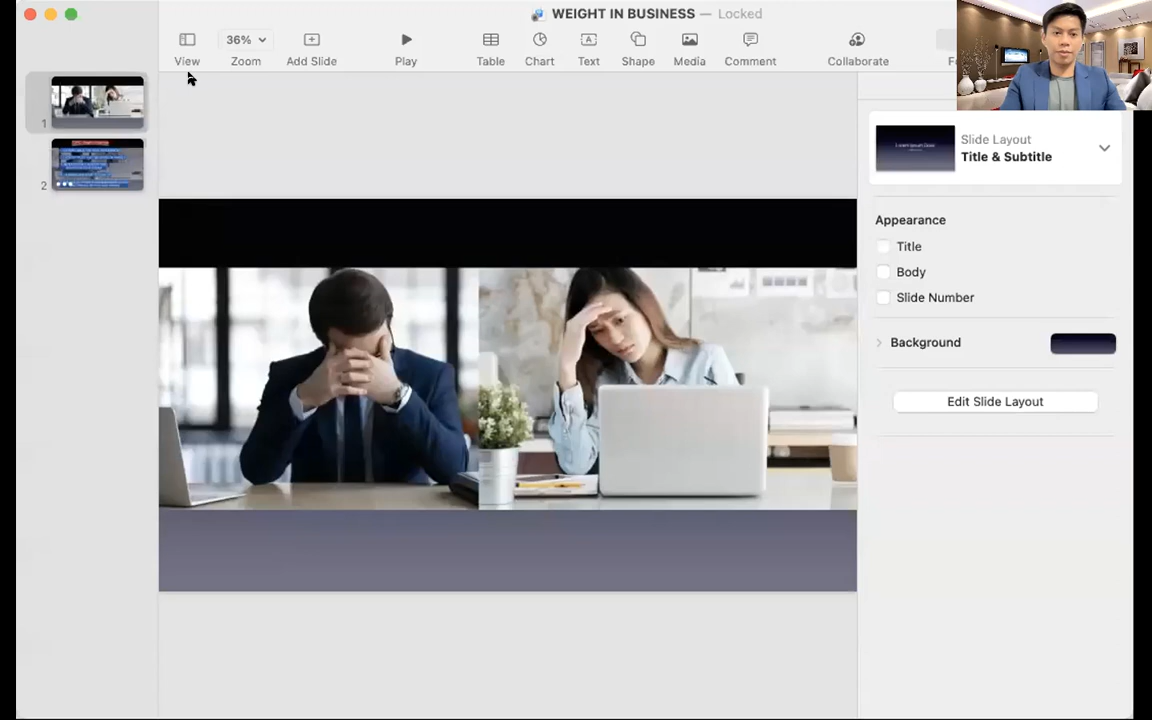 WEIGHT IN BUSINESS — Locked
36%
View
Zoom
Add Slide
Play
Table
Chart
Text
Shape
Media
Comment
Collaborate
1
2
Slide Layout
Title & Subtitle
Appearance
Title
Body
Slide Number
Background
Edit Slide Layout